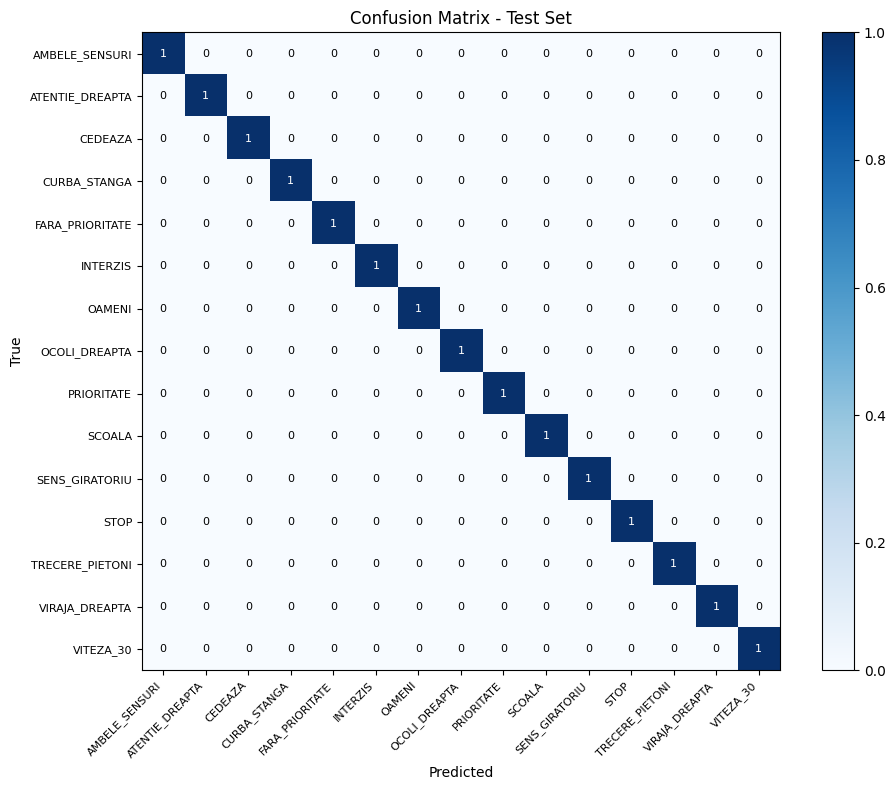 Confusion Matrix - Test Set
AMBELE_SENSURI 1 0 0 0 0 0 0 0 0 0 0 0 0 0 0
ATENTIE_DREAPTA 0 1 0 0 0 0 0 0 0 0 0 0 0 0 0
CEDEAZA 0 0 1 0 0 0 0 0 0 0 0 0 0 0 0
CURBA_STANGA 0 0 0 1 0 0 0 0 0 0 0 0 0 0 0
FARA_PRIORITATE 0 0 0 0 1 0 0 0 0 0 0 0 0 0 0
INTERZIS 0 0 0 0 0 1 0 0 0 0 0 0 0 0 0
OAMENI 0 0 0 0 0 0 1 0 0 0 0 0 0 0 0
OCOLI_DREAPTA 0 0 0 0 0 0 0 1 0 0 0 0 0 0 0
PRIORITATE 0 0 0 0 0 0 0 0 1 0 0 0 0 0 0
SCOALA 0 0 0 0 0 0 0 0 0 1 0 0 0 0 0
SENS_GIRATORIU 0 0 0 0 0 0 0 0 0 0 1 0 0 0 0
STOP 0 0 0 0 0 0 0 0 0 0 0 1 0 0 0
TRECERE_PIETONI 0 0 0 0 0 0 0 0 0 0 0 0 1 0 0
VIRAJA_DREAPTA 0 0 0 0 0 0 0 0 0 0 0 0 0 1 0
VITEZA_30 0 0 0 0 0 0 0 0 0 0 0 0 0 0 1
True
AMBELE_SENSURI
ATENTIE_DREAPTA
CEDEAZA
CURBA_STANGA
FARA_PRIORITATE
INTERZIS
OAMENI
OCOLI_DREAPTA
PRIORITATE
SCOALA
SENS_GIRATORIU
STOP
TRECERE_PIETONI
VIRAJA_DREAPTA
VITEZA_30
Predicted
1.0
0.8
0.6
0.4
0.2
0.0